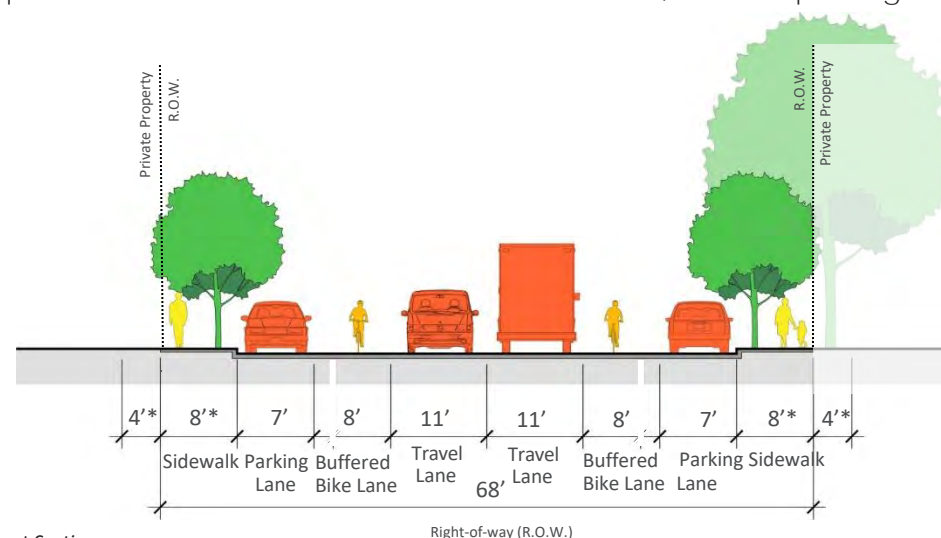 Private Property
R.O.W.
R.O.W.
Private Property
4’* 8’* 7’ 8’ 11’ 11’ 8’ 7’ 8’* 4’*
Sidewalk Parking Lane Buffered Bike Lane Travel Lane Travel Lane Buffered Bike Lane Parking Lane Sidewalk
68’
Right-of-way (R.O.W.)